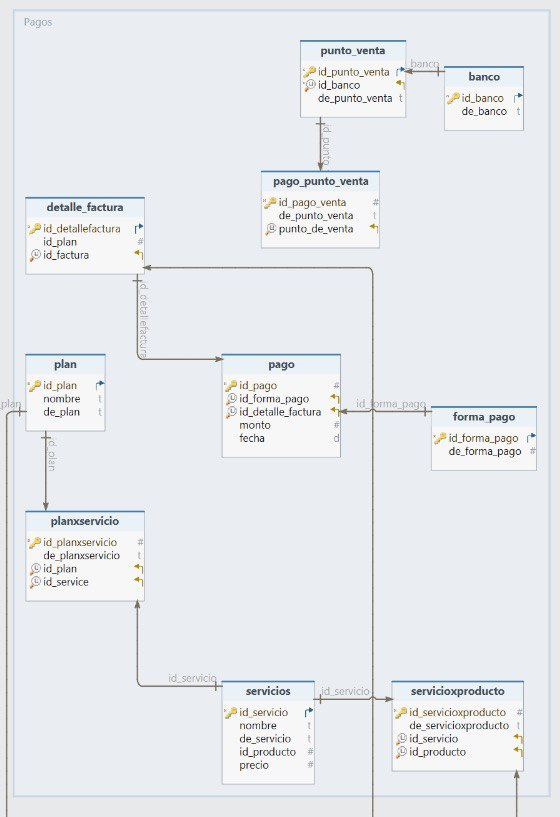 Pagos
punto_venta
id_punto_venta
id_banco
de_punto_venta t
_banco
banco
id_banco
de_banco t
id_punto
pago_punto_venta
id_pago_venta #
de_punto_venta t
punto_de_venta
detalle_factura
id_detallefactura
id_plan #
id_factura
id_detallefactura
plan
id_plan
nombre t
de_plan t
_plan
id_plan
pago
id_pago #
id_forma_pago
id_detalle_factura
monto #
fecha d
id_forma_pago
forma_pago
id_forma_pago
de_forma_pago #
planxservicio
id_planxservicio #
de_planxservicio t
id_plan
id_service
id_servicio
servicios
id_servicio
nombre t
de_servicio t
id_producto #
precio #
id_servicio
servicioxproducto
id_servicioxproducto #
de_servicioxproducto t
id_servicio
id_producto